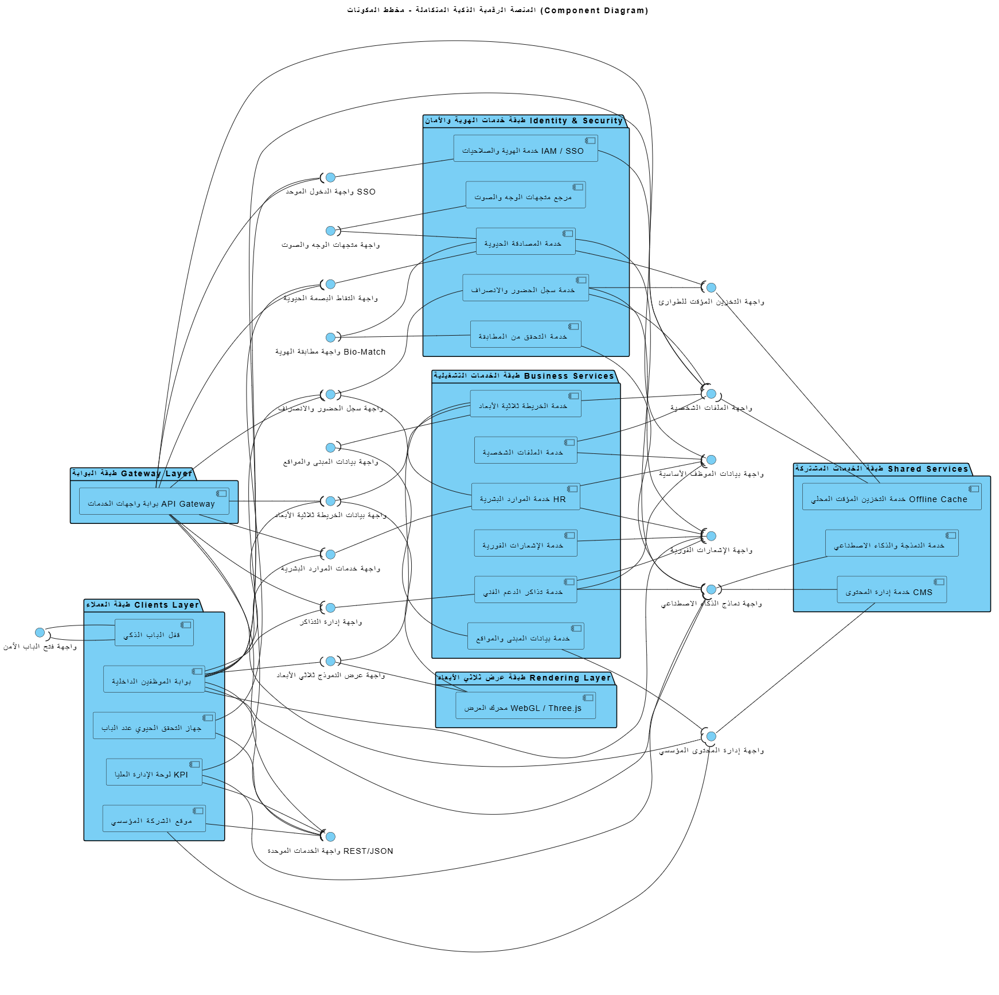 المنصة الرقمية الذكية المتكاملة - مخطط المكونات (Component Diagram)
طبقة خدمات الهوية والأمان Identity & Security
خدمة الهوية والصلاحيات IAM / SSO
مرجع متجهات الوجه والصوت
خدمة المصادقة الحيوية
خدمة سجل الحضور والانصراف
خدمة التحقق من المطابقة
واجهة الدخول الموحد SSO
واجهة متجهات الوجه والصوت
واجهة التقاط البصمة الحيوية
واجهة مطابقة الهوية Bio-Match
واجهة سجل الحضور والانصراف
واجهة بيانات المبنى والمواقع
واجهة بيانات الخريطة ثلاثية الأبعاد
واجهة خدمات الموارد البشرية
واجهة إدارة التذاكر
واجهة عرض النموذج ثلاثي الأبعاد
واجهة الخدمات الموحدة REST/JSON
طبقة البوابة Gateway Layer
بوابة واجهات الخدمات API Gateway
طبقة العملاء Clients Layer
قفل الباب الذكي
بوابة الموظفين الداخلية
جهاز التحقق الحيوي عند الباب
لوحة الإدارة العليا KPI
موقع الشركة المؤسسي
واجهة فتح الباب الآمن
طبقة الخدمات التشغيلية Business Services
خدمة الخريطة ثلاثية الأبعاد
خدمة الملفات الشخصية
خدمة الموارد البشرية HR
خدمة الإشعارات الفورية
خدمة تذاكر الدعم الفني
خدمة بيانات المبنى والمواقع
طبقة عرض ثلاثي الأبعاد Rendering Layer
محرك العرض WebGL / Three.js
واجهة التخزين المؤقت للطوارئ
واجهة الملفات الشخصية
واجهة بيانات الموظف الأساسية
واجهة الإشعارات الفورية
واجهة نماذج الذكاء الاصطناعي
واجهة إدارة المحتوى المؤسسي
طبقة الخدمات المشتركة Shared Services
خدمة التخزين المؤقت المحلي Offline Cache
خدمة النمذجة والذكاء الاصطناعي
خدمة إدارة المحتوى CMS